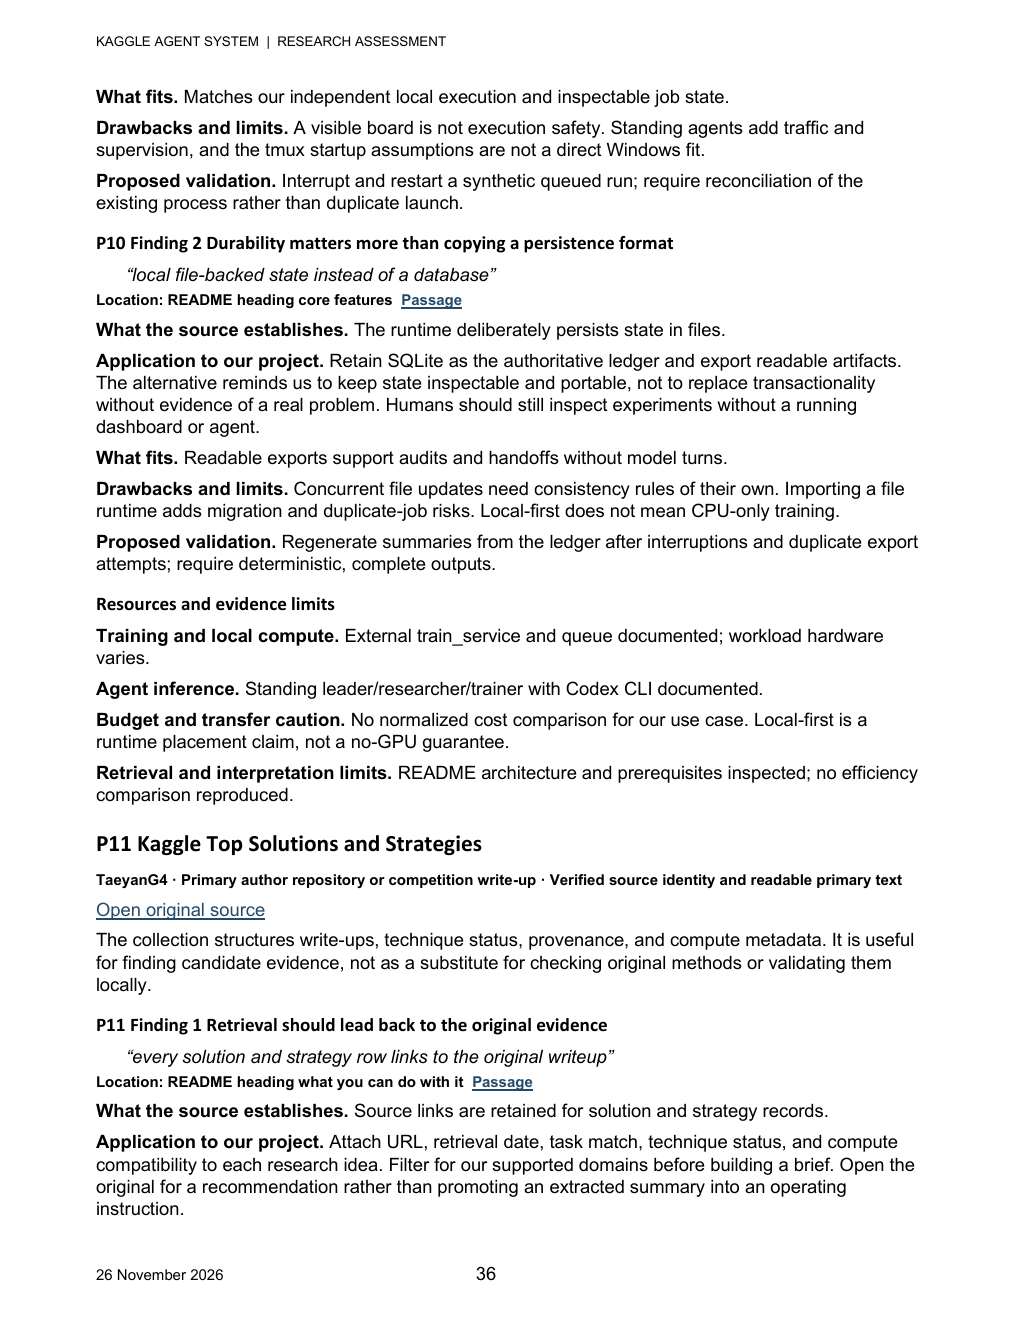 KAGGLE AGENT SYSTEM | RESEARCH ASSESSMENT
What fits. Matches our independent local execution and inspectable job state.
Drawbacks and limits. A visible board is not execution safety. Standing agents add traffic and
supervision, and the tmux startup assumptions are not a direct Windows fit.
Proposed validation. Interrupt and restart a synthetic queued run; require reconciliation of the
existing process rather than duplicate launch.
P10 Finding 2 Durability matters more than copying a persistence format
“local file-backed state instead of a database”
Location: README heading core features Passage
What the source establishes. The runtime deliberately persists state in files.
Application to our project. Retain SQLite as the authoritative ledger and export readable artifacts.
The alternative reminds us to keep state inspectable and portable, not to replace transactionality
without evidence of a real problem. Humans should still inspect experiments without a running
dashboard or agent.
What fits. Readable exports support audits and handoffs without model turns.
Drawbacks and limits. Concurrent file updates need consistency rules of their own. Importing a file
runtime adds migration and duplicate-job risks. Local-first does not mean CPU-only training.
Proposed validation. Regenerate summaries from the ledger after interruptions and duplicate export
attempts; require deterministic, complete outputs.
Resources and evidence limits
Training and local compute. External train_service and queue documented; workload hardware
varies.
Agent inference. Standing leader/researcher/trainer with Codex CLI documented.
Budget and transfer caution. No normalized cost comparison for our use case. Local-first is a
runtime placement claim, not a no-GPU guarantee.
Retrieval and interpretation limits. README architecture and prerequisites inspected; no efficiency
comparison reproduced.
P11 Kaggle Top Solutions and Strategies
TaeyanG4 · Primary author repository or competition write-up · Verified source identity and readable primary text
Open original source
The collection structures write-ups, technique status, provenance, and compute metadata. It is useful
for finding candidate evidence, not as a substitute for checking original methods or validating them
locally.
P11 Finding 1 Retrieval should lead back to the original evidence
“every solution and strategy row links to the original writeup”
Location: README heading what you can do with it Passage
What the source establishes. Source links are retained for solution and strategy records.
Application to our project. Attach URL, retrieval date, task match, technique status, and compute
compatibility to each research idea. Filter for our supported domains before building a brief. Open the
original for a recommendation rather than promoting an extracted summary into an operating
instruction.
26 November 2026
36